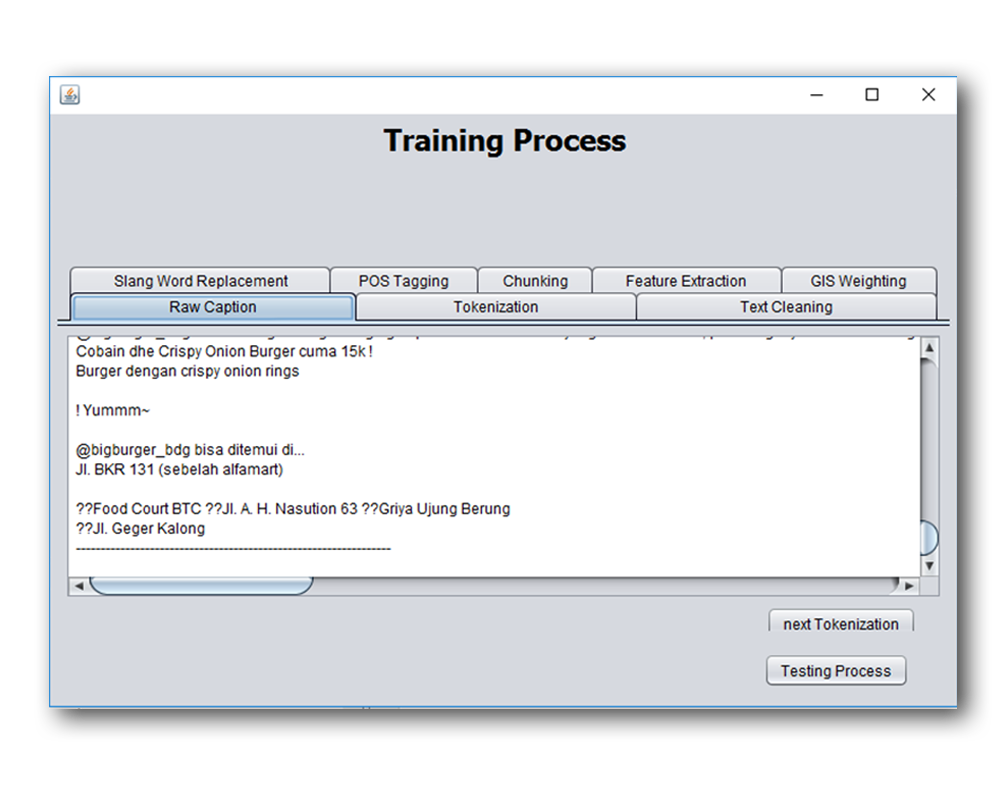 Training Process
Slang Word Replacement POS Tagging Chunking Feature Extraction GIS Weighting
Raw Caption Tokenization Text Cleaning
Cobain dhe Crispy Onion Burger cuma 15k !
Burger dengan crispy onion rings
! Yummm~
@bigburger_bdg bisa ditemui di...
Jl. BKR 131 (sebelah alfamart)
??Food Court BTC ??Jl. A. H. Nasution 63 ??Griya Ujung Berung
??Jl. Geger Kalong
----------------------------------------------------------------
next Tokenization
Testing Process